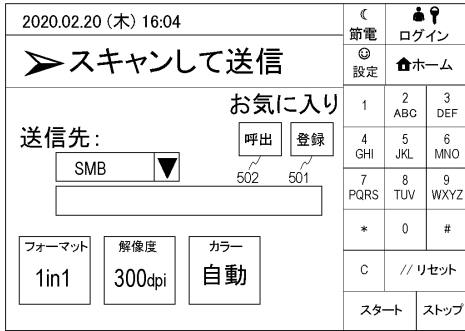 2020.02.20 (木) 16:04
➢スキャンして送信
お気に入り
送信先:
呼出
登録
SMB ▼
502
501
フォーマット
1in1
解像度
300dpi
カラー
自動
☾
節電
ログイン
☺
設定
ホーム
1
2
ABC
3
DEF
4
GHI
5
JKL
6
MNO
7
PQRS
8
TUV
9
WXYZ
*
0
#
C
// リセット
スタート
ストップ